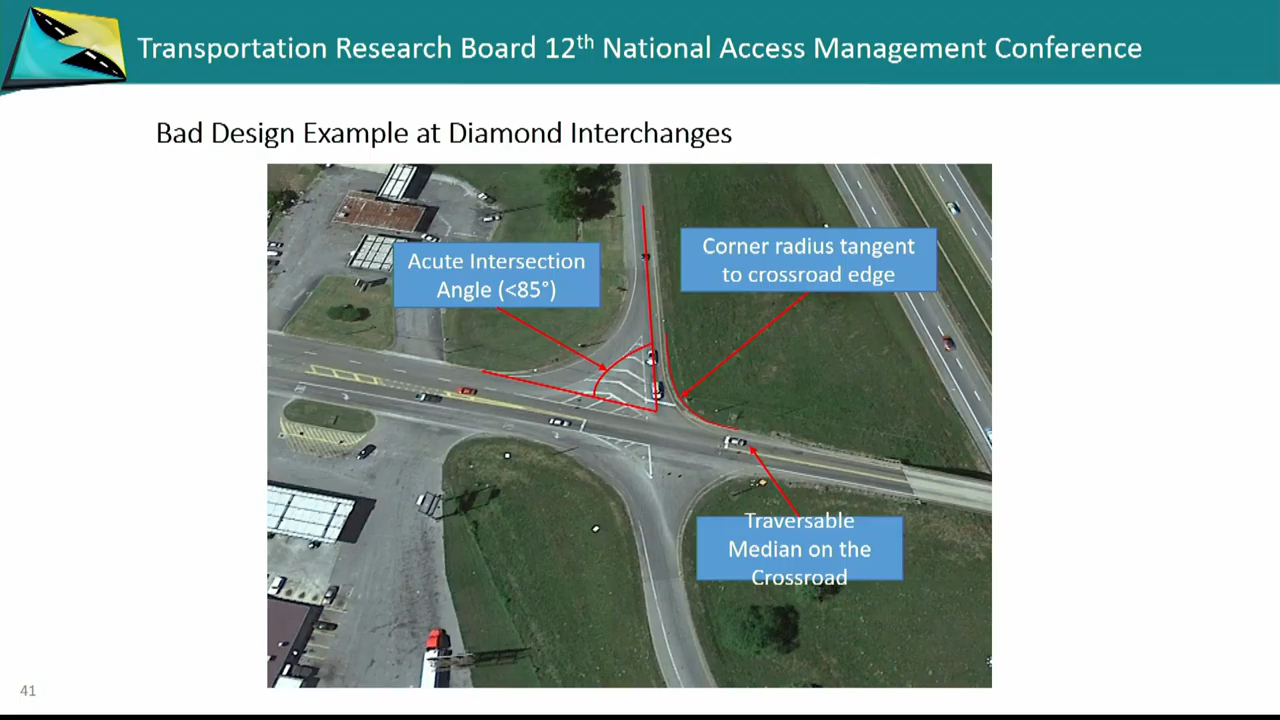 Transportation Research Board 12th National Access Management Conference
Bad Design Example at Diamond Interchanges
Acute Intersection
Angle (<85°)
Corner radius tangent
to crossroad edge
Traversable
Median on the
Crossroad
41